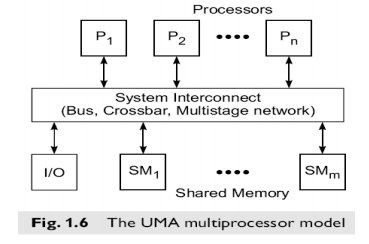 Processors
P1 P2 •••• Pn
System Interconnect
(Bus, Crossbar, Multistage network)
I/O SM1 •••• SMm
Shared Memory
Fig. 1.6 The UMA multiprocessor model